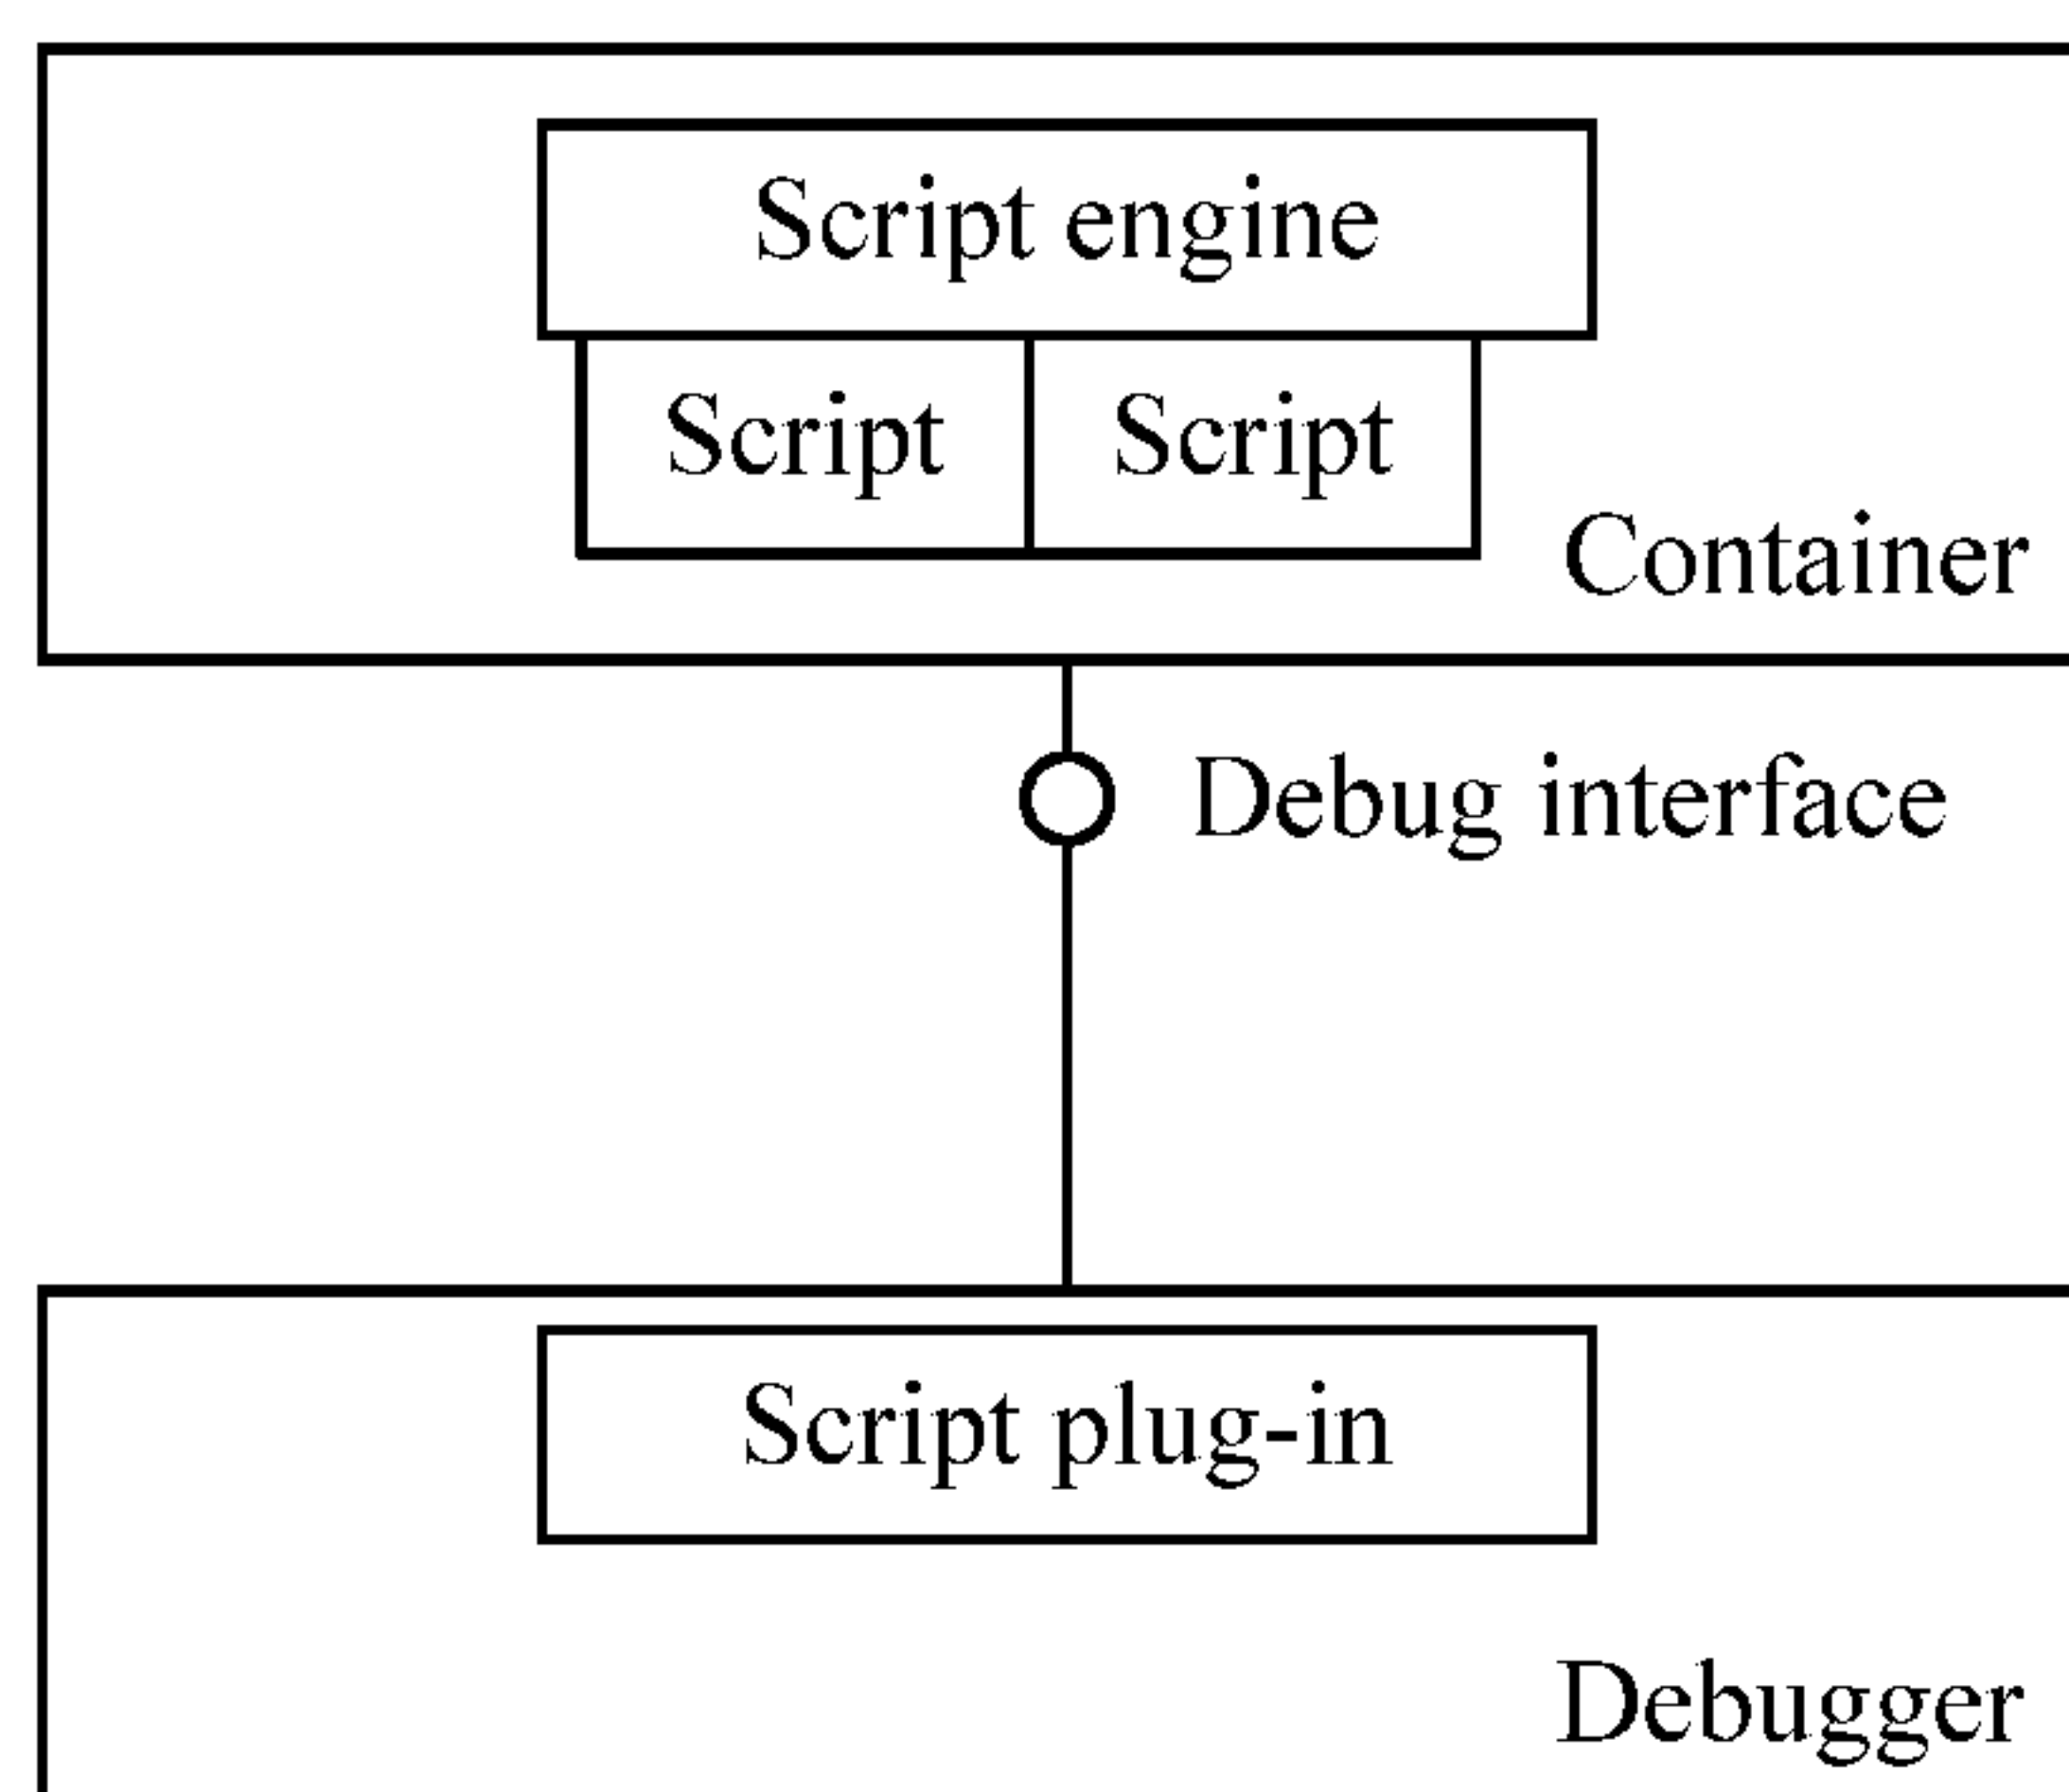 Script engine
Script Script
Container
Debug interface
Script plug-in
Debugger